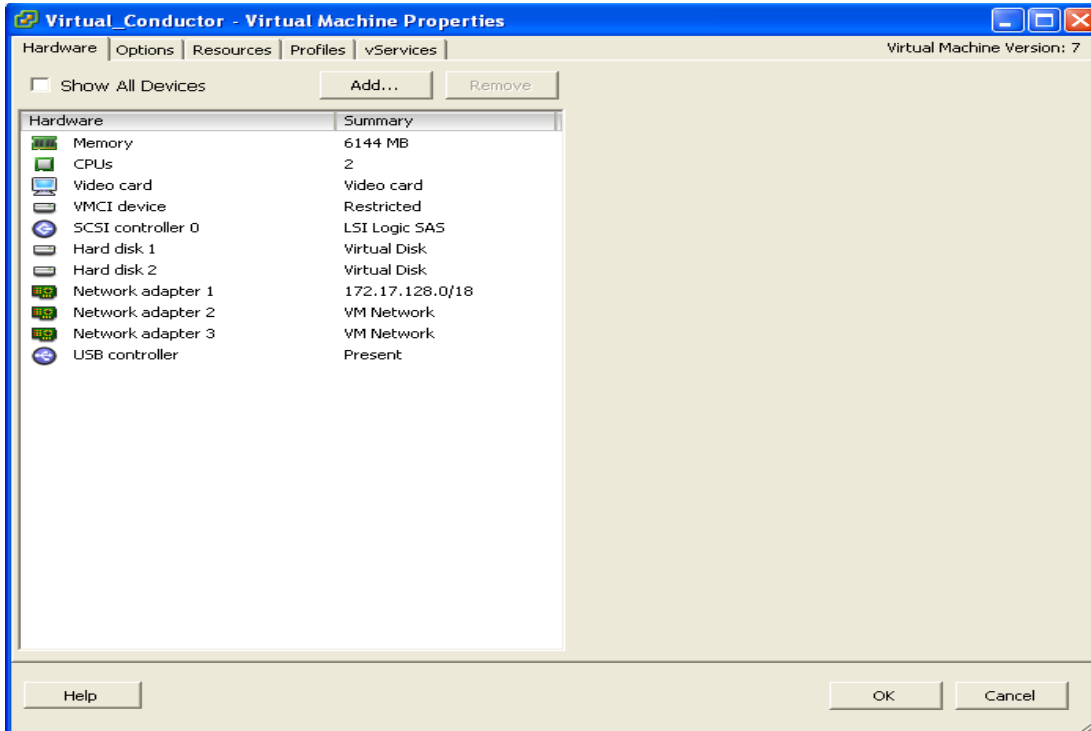 Virtual_Conductor - Virtual Machine Properties
Hardware Options Resources Profiles vServices Virtual Machine Version: 7
Show All Devices Add... Remove
Hardware Summary
Memory 6144 MB
CPUs 2
Video card Video card
VMCI device Restricted
SCSI controller 0 LSI Logic SAS
Hard disk 1 Virtual Disk
Hard disk 2 Virtual Disk
Network adapter 1 172.17.128.0/18
Network adapter 2 VM Network
Network adapter 3 VM Network
USB controller Present
Help OK Cancel